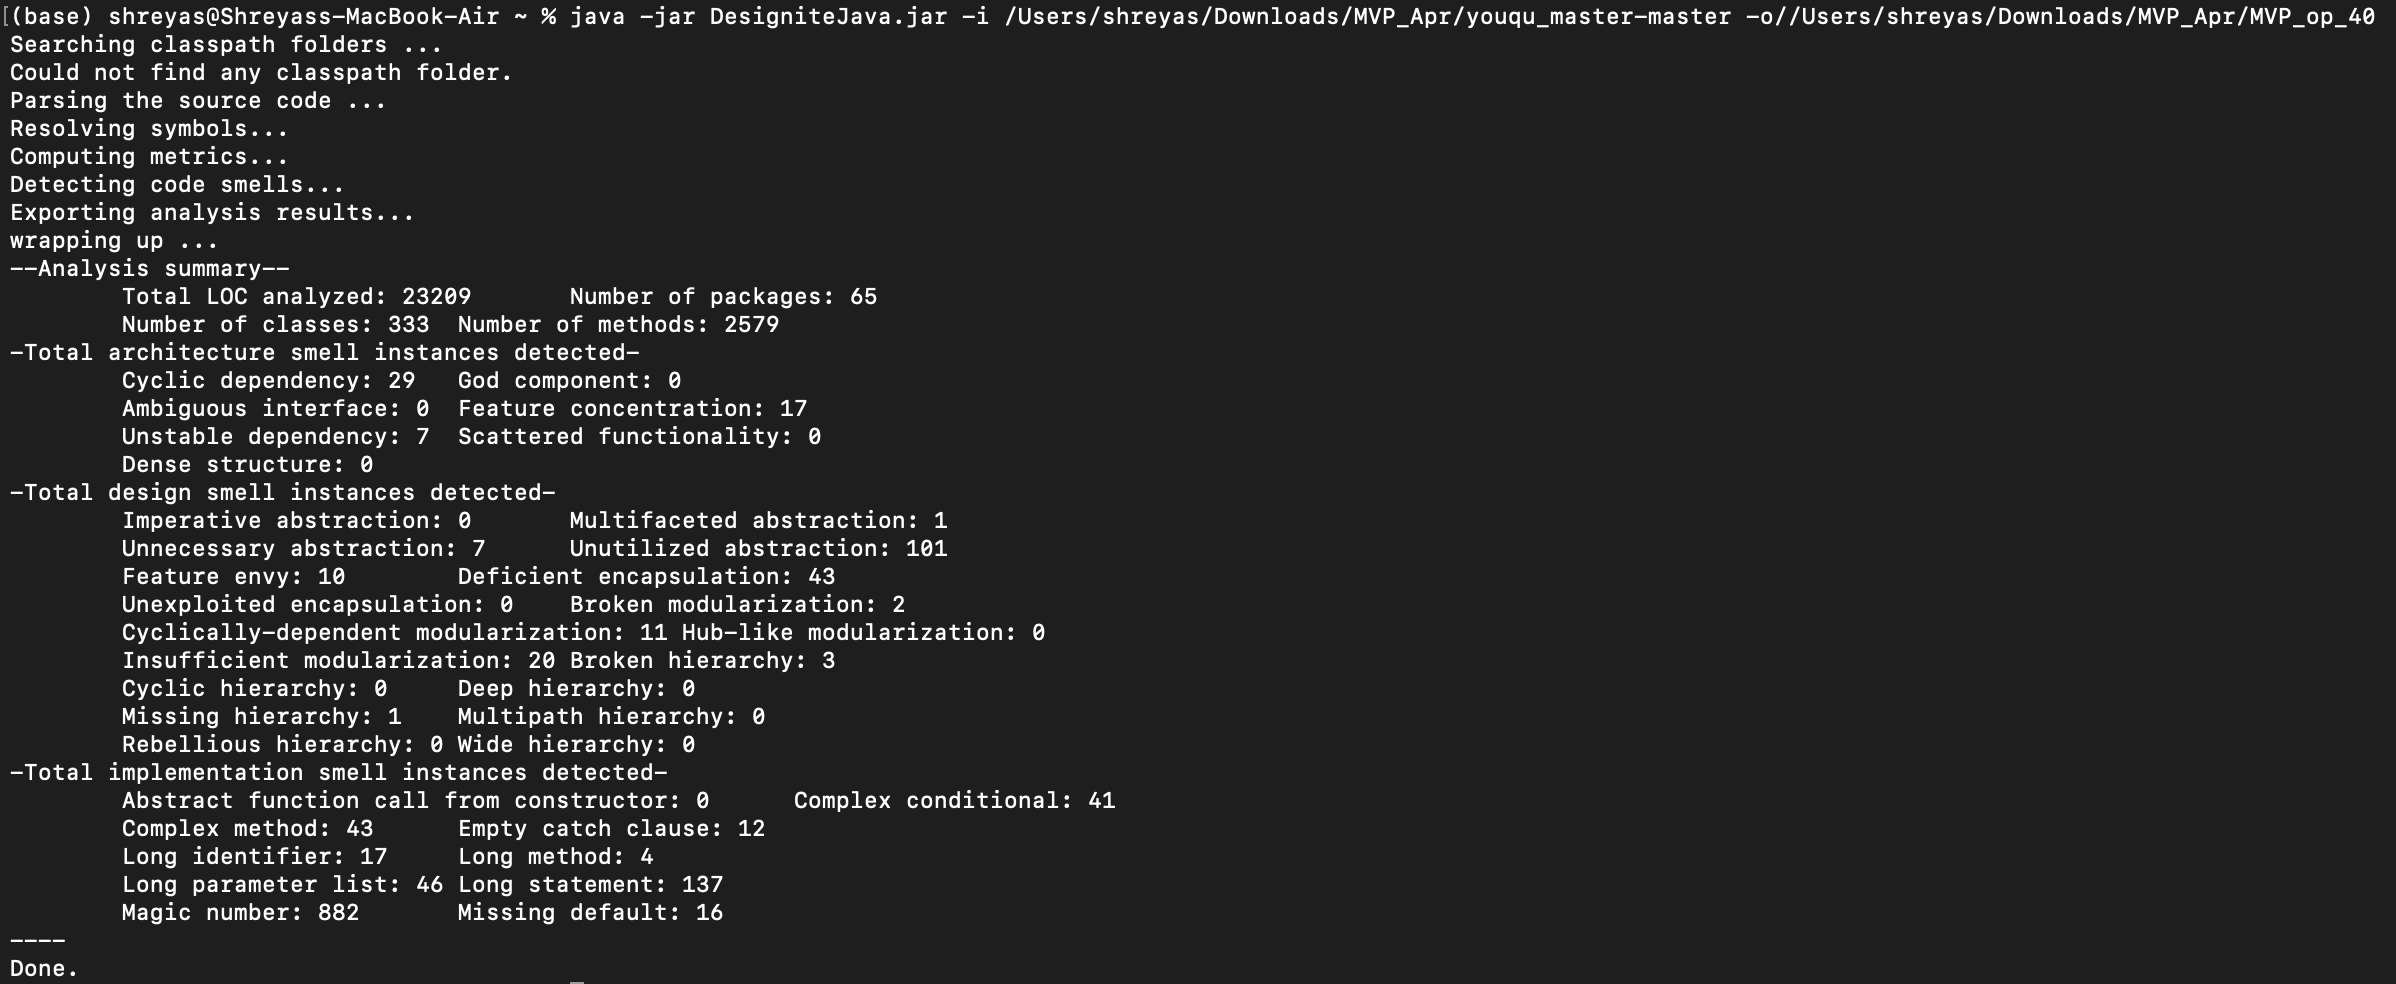 (base) shreyas@Shreyass-MacBook-Air ~ % java -jar DesigniteJava.jar -i /Users/shreyas/Downloads/MVP_Apr/youqu_master-master -o//Users/shreyas/Downloads/MVP_Apr/MVP_op_40
Searching classpath folders ...
Could not find any classpath folder.
Parsing the source code ...
Resolving symbols...
Computing metrics...
Detecting code smells...
Exporting analysis results...
wrapping up ...
--Analysis summary--
Total LOC analyzed: 23209 Number of packages: 65
Number of classes: 333 Number of methods: 2579
-Total architecture smell instances detected-
Cyclic dependency: 29 God component: 0
Ambiguous interface: 0 Feature concentration: 17
Unstable dependency: 7 Scattered functionality: 0
Dense structure: 0
-Total design smell instances detected-
Imperative abstraction: 0 Multifaceted abstraction: 1
Unnecessary abstraction: 7 Unutilized abstraction: 101
Feature envy: 10 Deficient encapsulation: 43
Unexploited encapsulation: 0 Broken modularization: 2
Cyclically-dependent modularization: 11 Hub-like modularization: 0
Insufficient modularization: 20 Broken hierarchy: 3
Cyclic hierarchy: 0 Deep hierarchy: 0
Missing hierarchy: 1 Multipath hierarchy: 0
Rebellious hierarchy: 0 Wide hierarchy: 0
-Total implementation smell instances detected-
Abstract function call from constructor: 0 Complex conditional: 41
Complex method: 43 Empty catch clause: 12
Long identifier: 17 Long method: 4
Long parameter list: 46 Long statement: 137
Magic number: 882 Missing default: 16
----
Done.